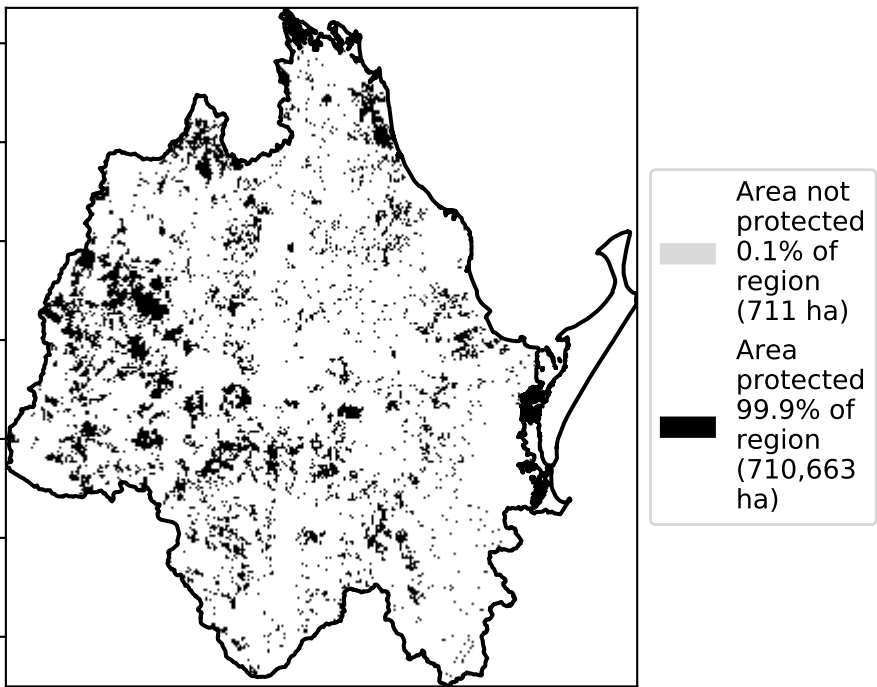 Area not
protected
0.1% of
region
(711 ha)
Area
protected
99.9% of
region
(710,663
ha)